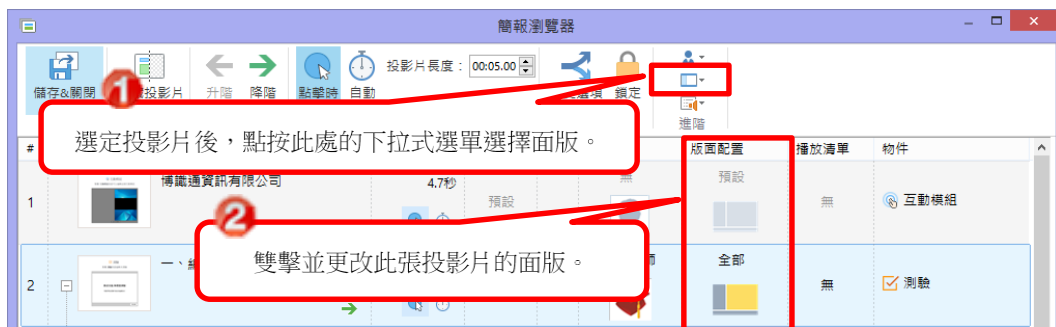 簡報瀏覽器
儲存&關閉
投影片
升階
降階
點擊時
自動
投影片長度：
00:05.00
選項
鎖定
進階
1
選定投影片後，點按此處的下拉式選單選擇面版。
#
版面配置
播放清單
物件
1
博識通資訊有限公司
4.7秒
預設
無
預設
無
互動模組
2
雙擊並更改此張投影片的面版。
2
一、
全部
無
測驗